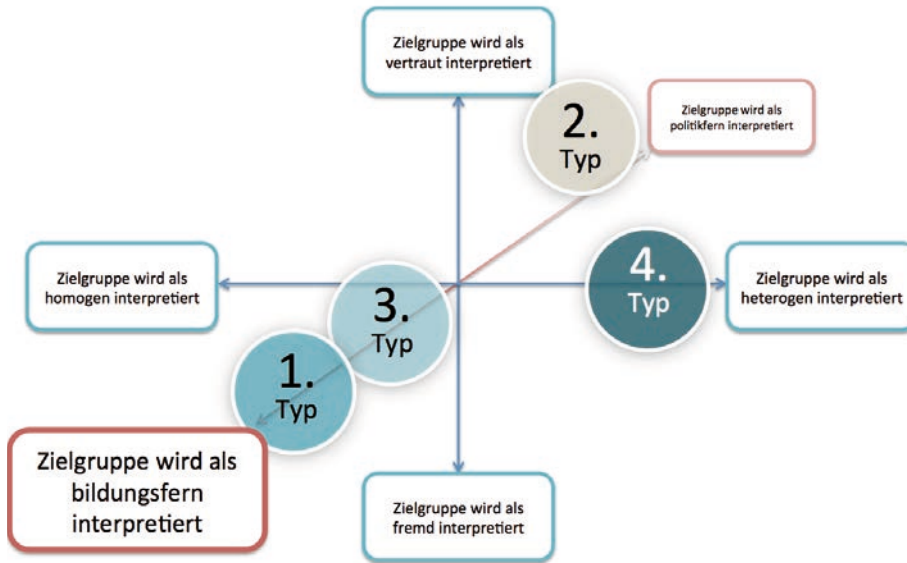 Zielgruppe wird als
vertraut interpretiert
2.
Typ
Zielgruppe wird als
politikfern interpretiert
Zielgruppe wird als
homogen interpretiert
3.
Typ
4.
Typ
Zielgruppe wird als
heterogen interpretiert
1.
Typ
Zielgruppe wird als
bildungsfern
interpretiert
Zielgruppe wird als
fremd interpretiert